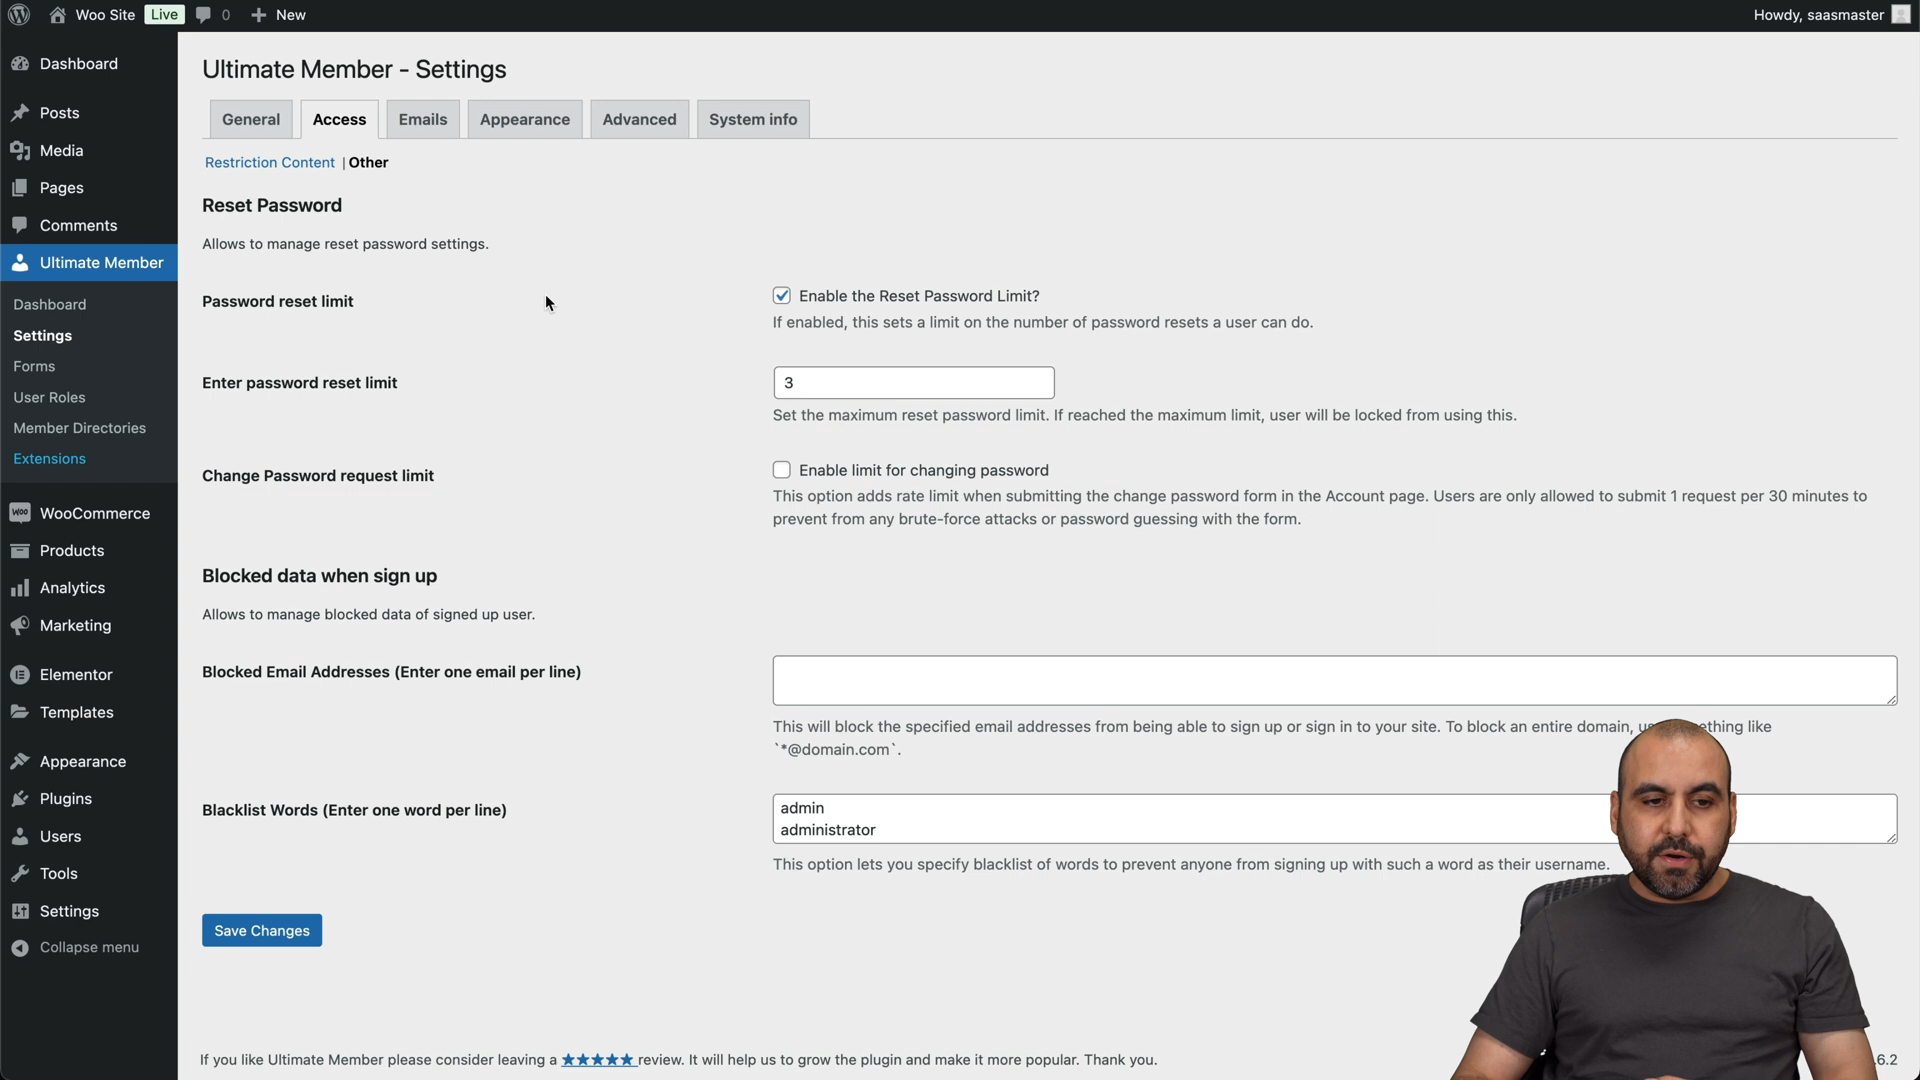 Woo Site Live 0 + New Howdy, saasmaster
Dashboard
Posts
Media
Pages
Comments
Ultimate Member
Dashboard
Settings
Forms
User Roles
Member Directories
Extensions
WooCommerce
Products
Analytics
Marketing
Elementor
Templates
Appearance
Plugins
Users
Tools
Settings
Collapse menu
Ultimate Member - Settings
General Access Emails Appearance Advanced System info
Restriction Content | Other
Reset Password
Allows to manage reset password settings.
Password reset limit
Enable the Reset Password Limit?
If enabled, this sets a limit on the number of password resets a user can do.
Enter password reset limit
3
Set the maximum reset password limit. If reached the maximum limit, user will be locked from using this.
Change Password request limit
Enable limit for changing password
This option adds rate limit when submitting the change password form in the Account page. Users are only allowed to submit 1 request per 30 minutes to
prevent from any brute-force attacks or password guessing with the form.
Blocked data when sign up
Allows to manage blocked data of signed up user.
Blocked Email Addresses (Enter one email per line)
This will block the specified email addresses from being able to sign up or sign in to your site. To block an entire domain, like
`*@domain.com`.
Blacklist Words (Enter one word per line)
admin
administrator
This option lets you specify blacklist of words to prevent anyone from signing up with such a word as their username.
Save Changes
If you like Ultimate Member please consider leaving a ★★★★★ review. It will help us to grow the plugin and make it more popular. Thank you.
6.2